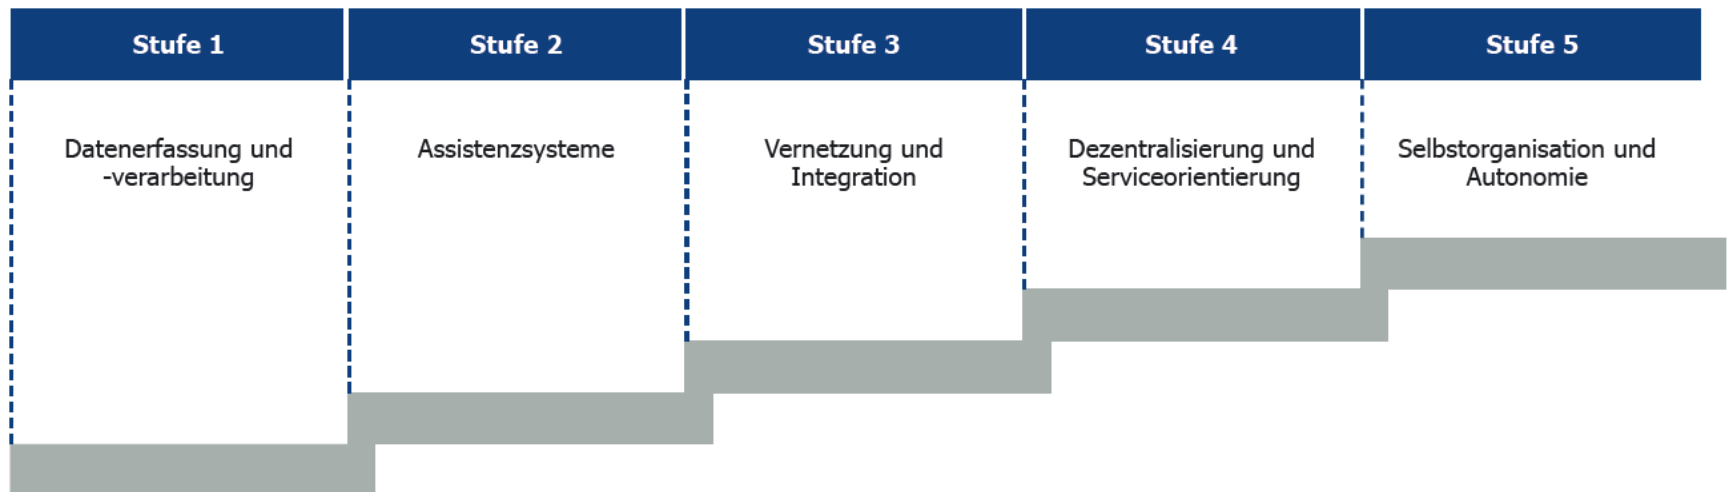 Stufe 1
Stufe 2
Stufe 3
Stufe 4
Stufe 5
Datenerfassung und
-verarbeitung
Assistenzsysteme
Vernetzung und
Integration
Dezentralisierung und
Serviceorientierung
Selbstorganisation und
Autonomie